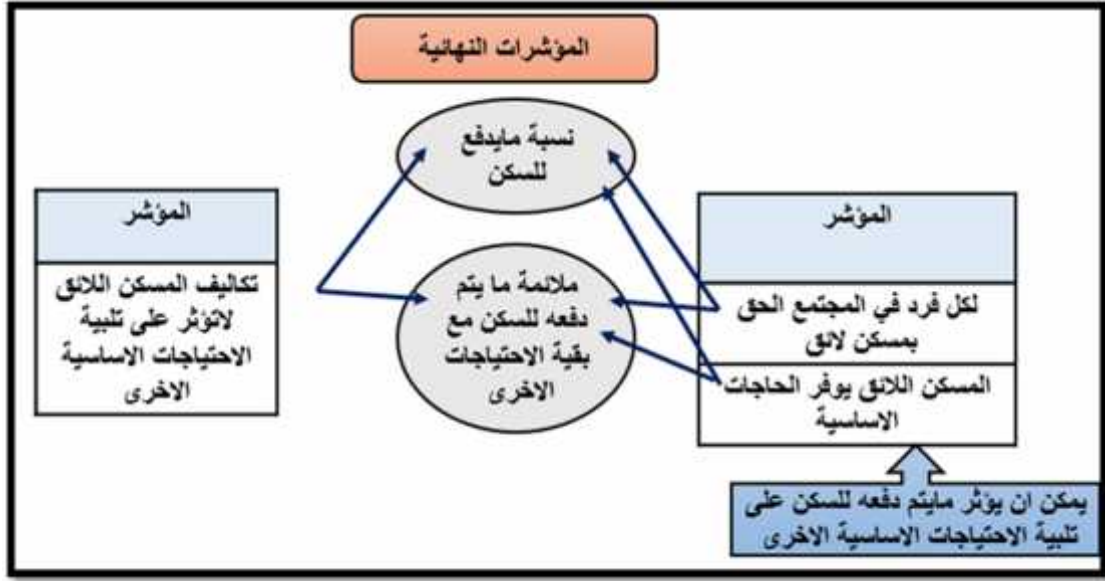 المؤشرات النهائية
نسبة مايدفع
للسكن
ملائمة ما يتم
دفعه للسكن مع
بقية الاحتياجات
الاخرى
المؤشر
لكل فرد في المجتمع الحق
بمسكن لائق
المسكن اللائق يوفر الحاجات
الاساسية
يمكن ان يؤثر مايتم دفعه للسكن على
تلبية الاحتياجات الاساسية الاخرى
المؤشر
تكاليف المسكن اللائق
لاتؤثر على تلبية
الاحتياجات الاساسية
الاخرى